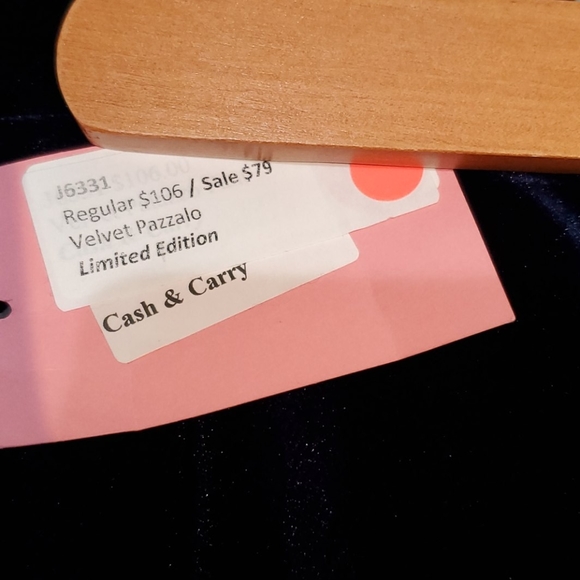 J6331
Regular $106 / Sale $79
Velvet Pazzalo
Limited Edition
Cash & Carry